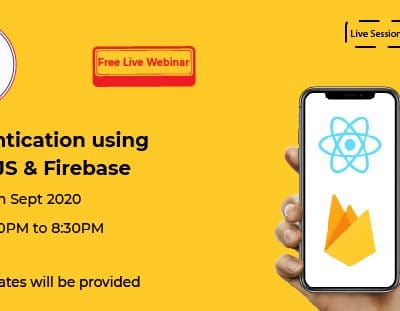 Live Session
Free Live Webinar
ntication using
JS & Firebase
Sept 2020
0PM to 8:30PM
ates will be provided